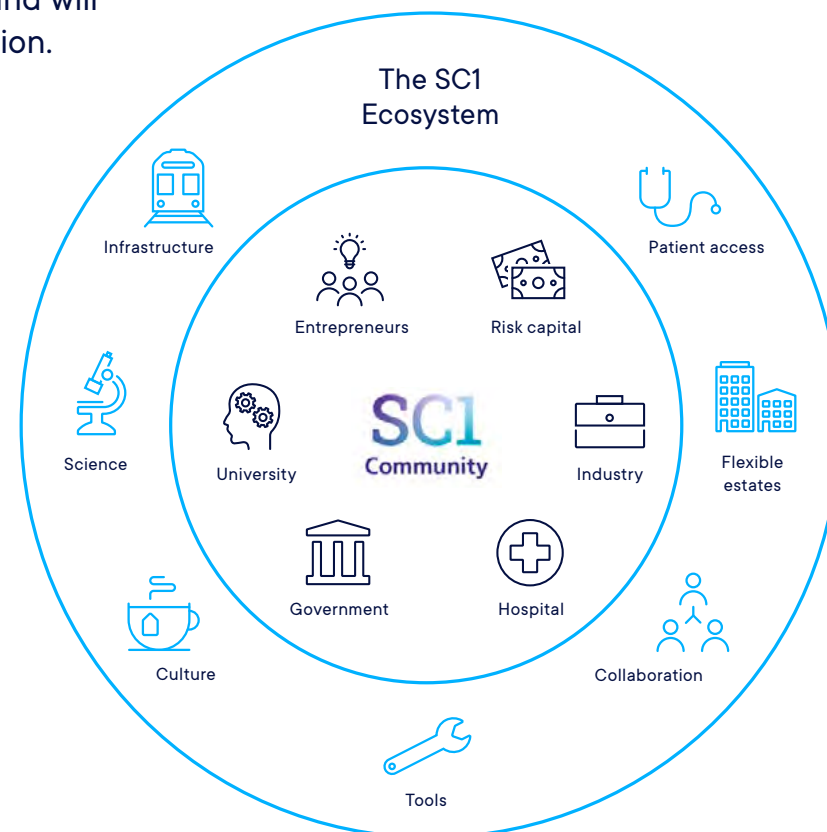 and will
ion.
The SC1
Ecosystem
Infrastructure
Patient access
Entrepreneurs
Risk capital
SC1
Community
Science
University
Industry
Flexible
estates
Government
Hospital
Culture
Collaboration
Tools